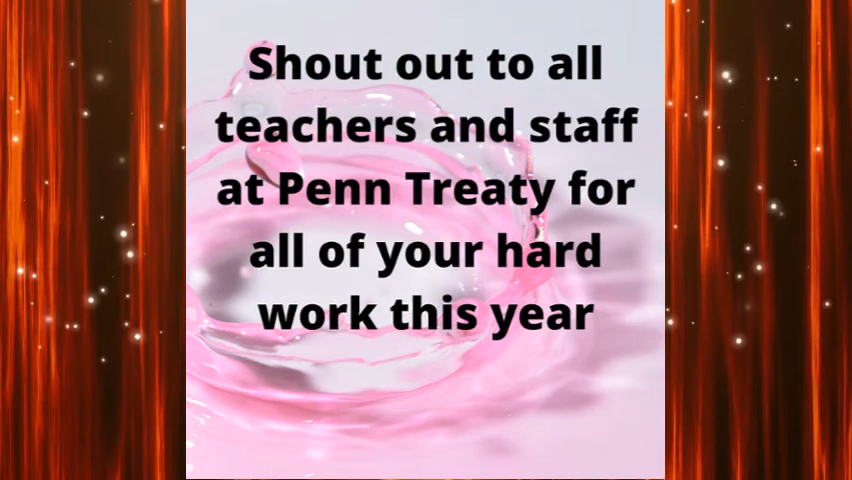 Shout out to all
teachers and staff
at Penn Treaty for
all of your hard
work this year